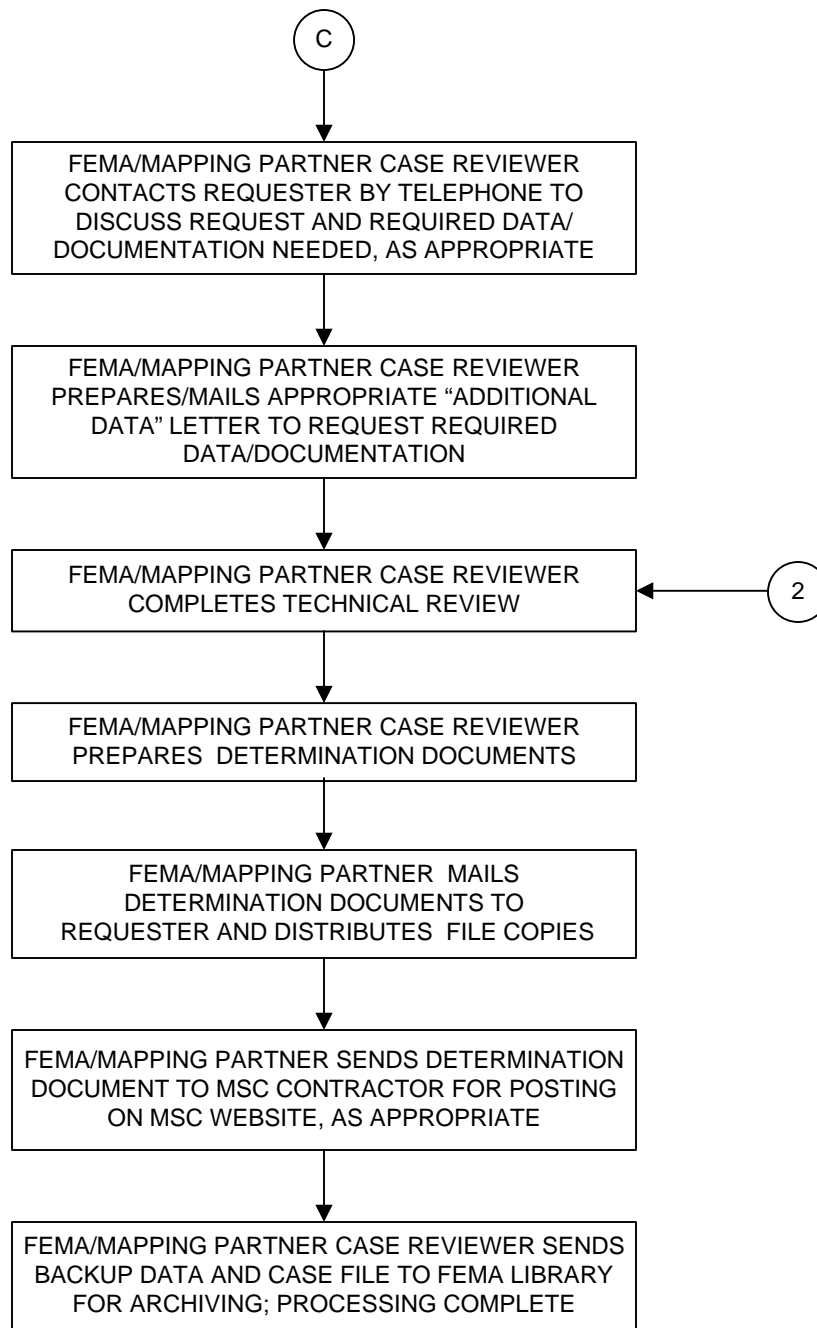 C
FEMA/MAPPING PARTNER CASE REVIEWER
CONTACTS REQUESTER BY TELEPHONE TO
DISCUSS REQUEST AND REQUIRED DATA/
DOCUMENTATION NEEDED, AS APPROPRIATE
FEMA/MAPPING PARTNER CASE REVIEWER
PREPARES/MAILS APPROPRIATE “ADDITIONAL
DATA” LETTER TO REQUEST REQUIRED
DATA/DOCUMENTATION
FEMA/MAPPING PARTNER CASE REVIEWER
COMPLETES TECHNICAL REVIEW
2
FEMA/MAPPING PARTNER CASE REVIEWER
PREPARES DETERMINATION DOCUMENTS
FEMA/MAPPING PARTNER MAILS
DETERMINATION DOCUMENTS TO
REQUESTER AND DISTRIBUTES FILE COPIES
FEMA/MAPPING PARTNER SENDS DETERMINATION
DOCUMENT TO MSC CONTRACTOR FOR POSTING
ON MSC WEBSITE, AS APPROPRIATE
FEMA/MAPPING PARTNER CASE REVIEWER SENDS
BACKUP DATA AND CASE FILE TO FEMA LIBRARY
FOR ARCHIVING; PROCESSING COMPLETE